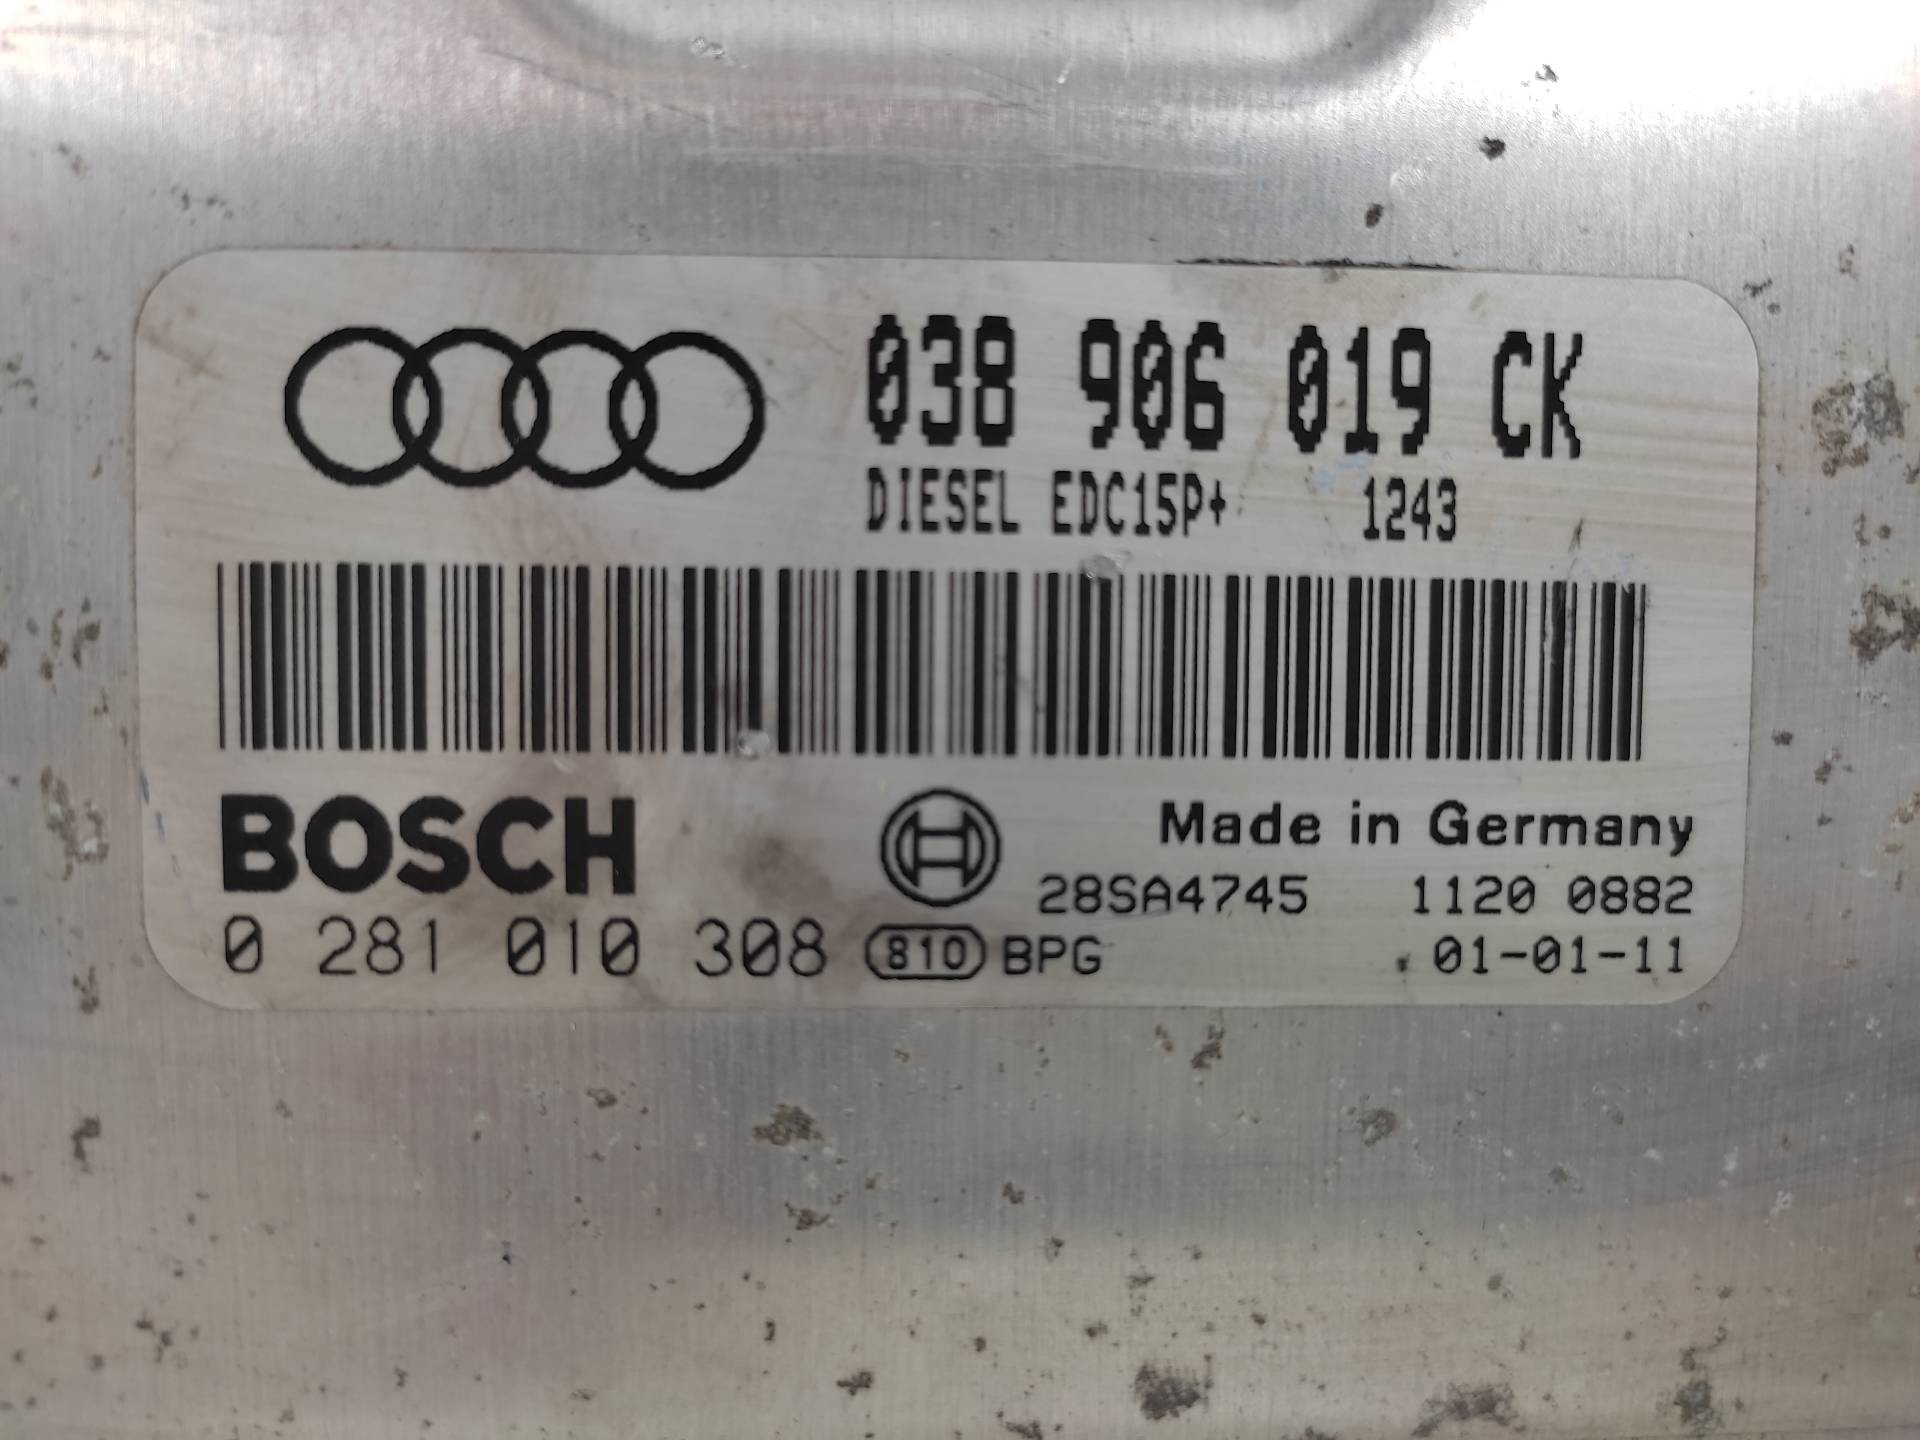 038 906 019 CK
DIESEL EDC15P+ 1243
BOSCH
Made in Germany
28SA4745 1120 0882
0 281 010 308 810 BPG 01-01-11